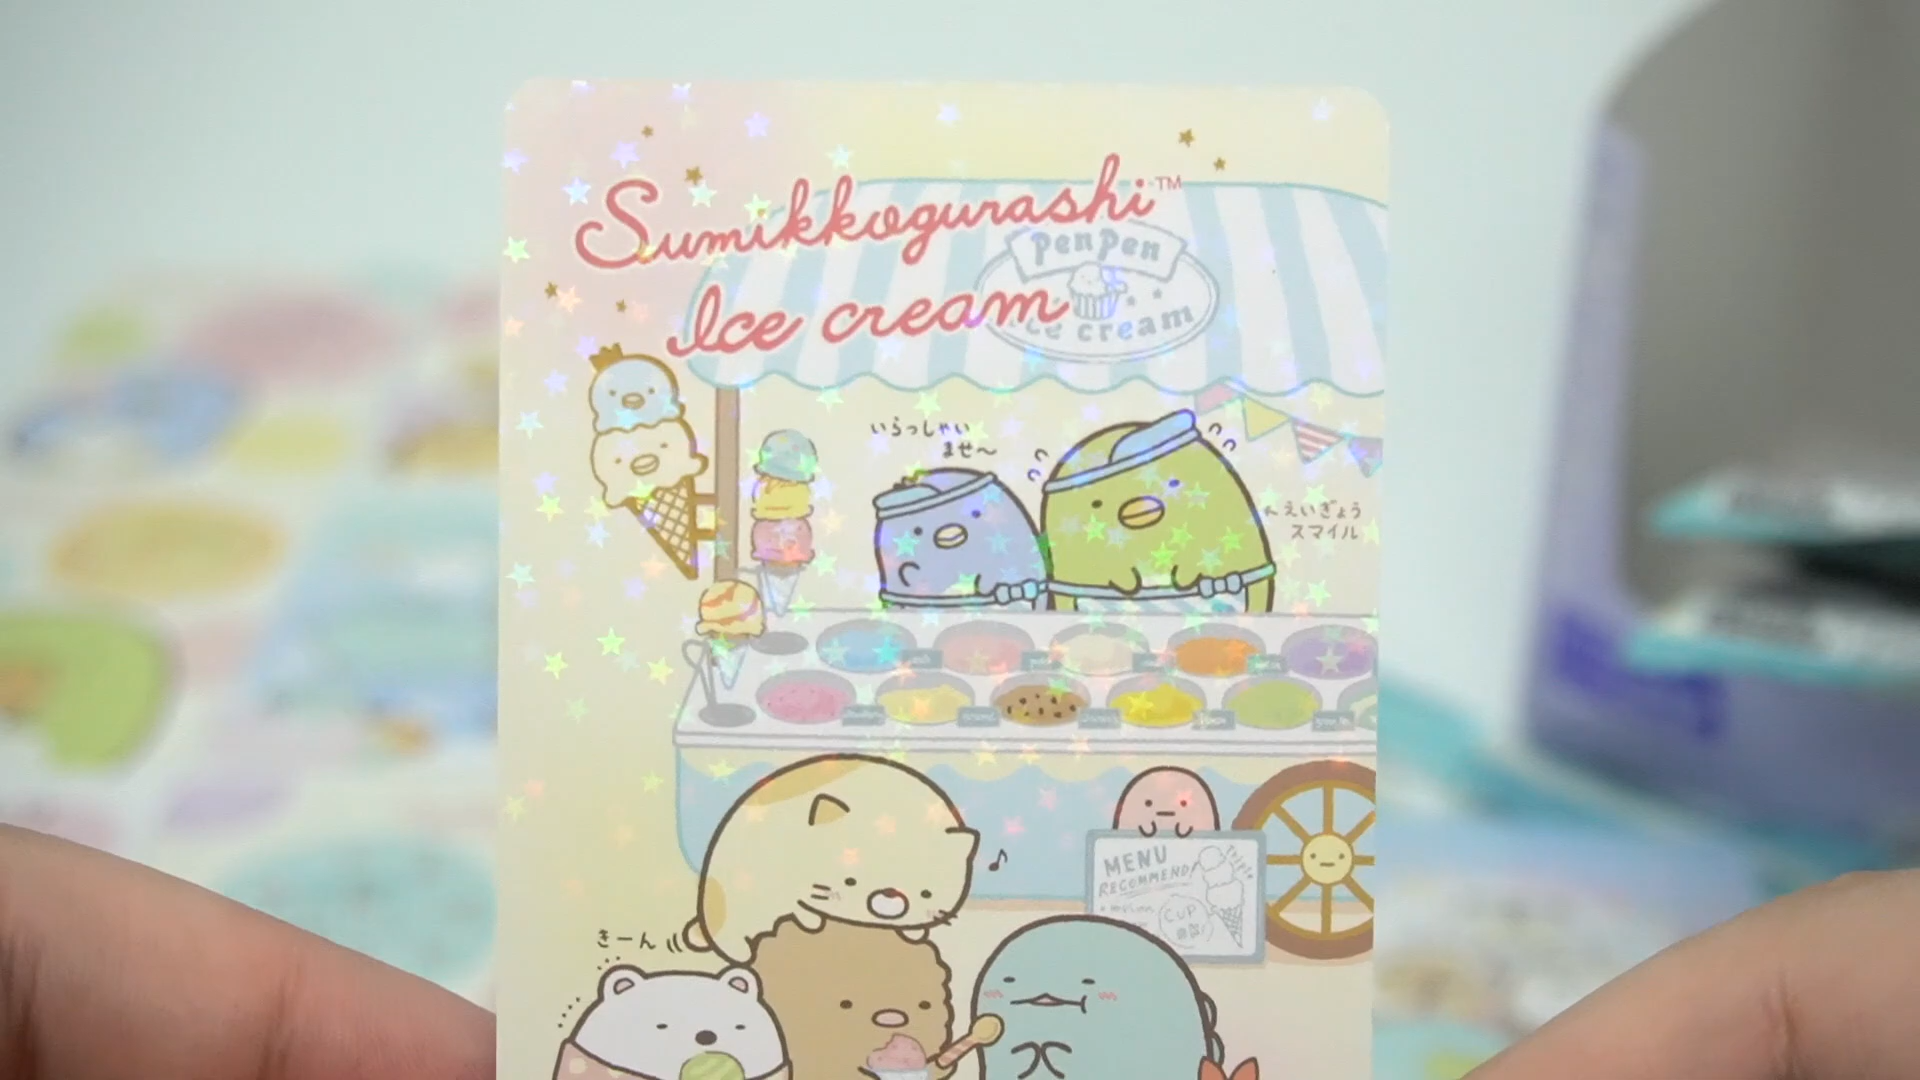 Sumikkogurashi™
Ice cream
PenPen
ice cream
いらっしゃい
ませ〜
えいぎょう
スマイル
MENU
RECOMMEND!
CUP
きーん